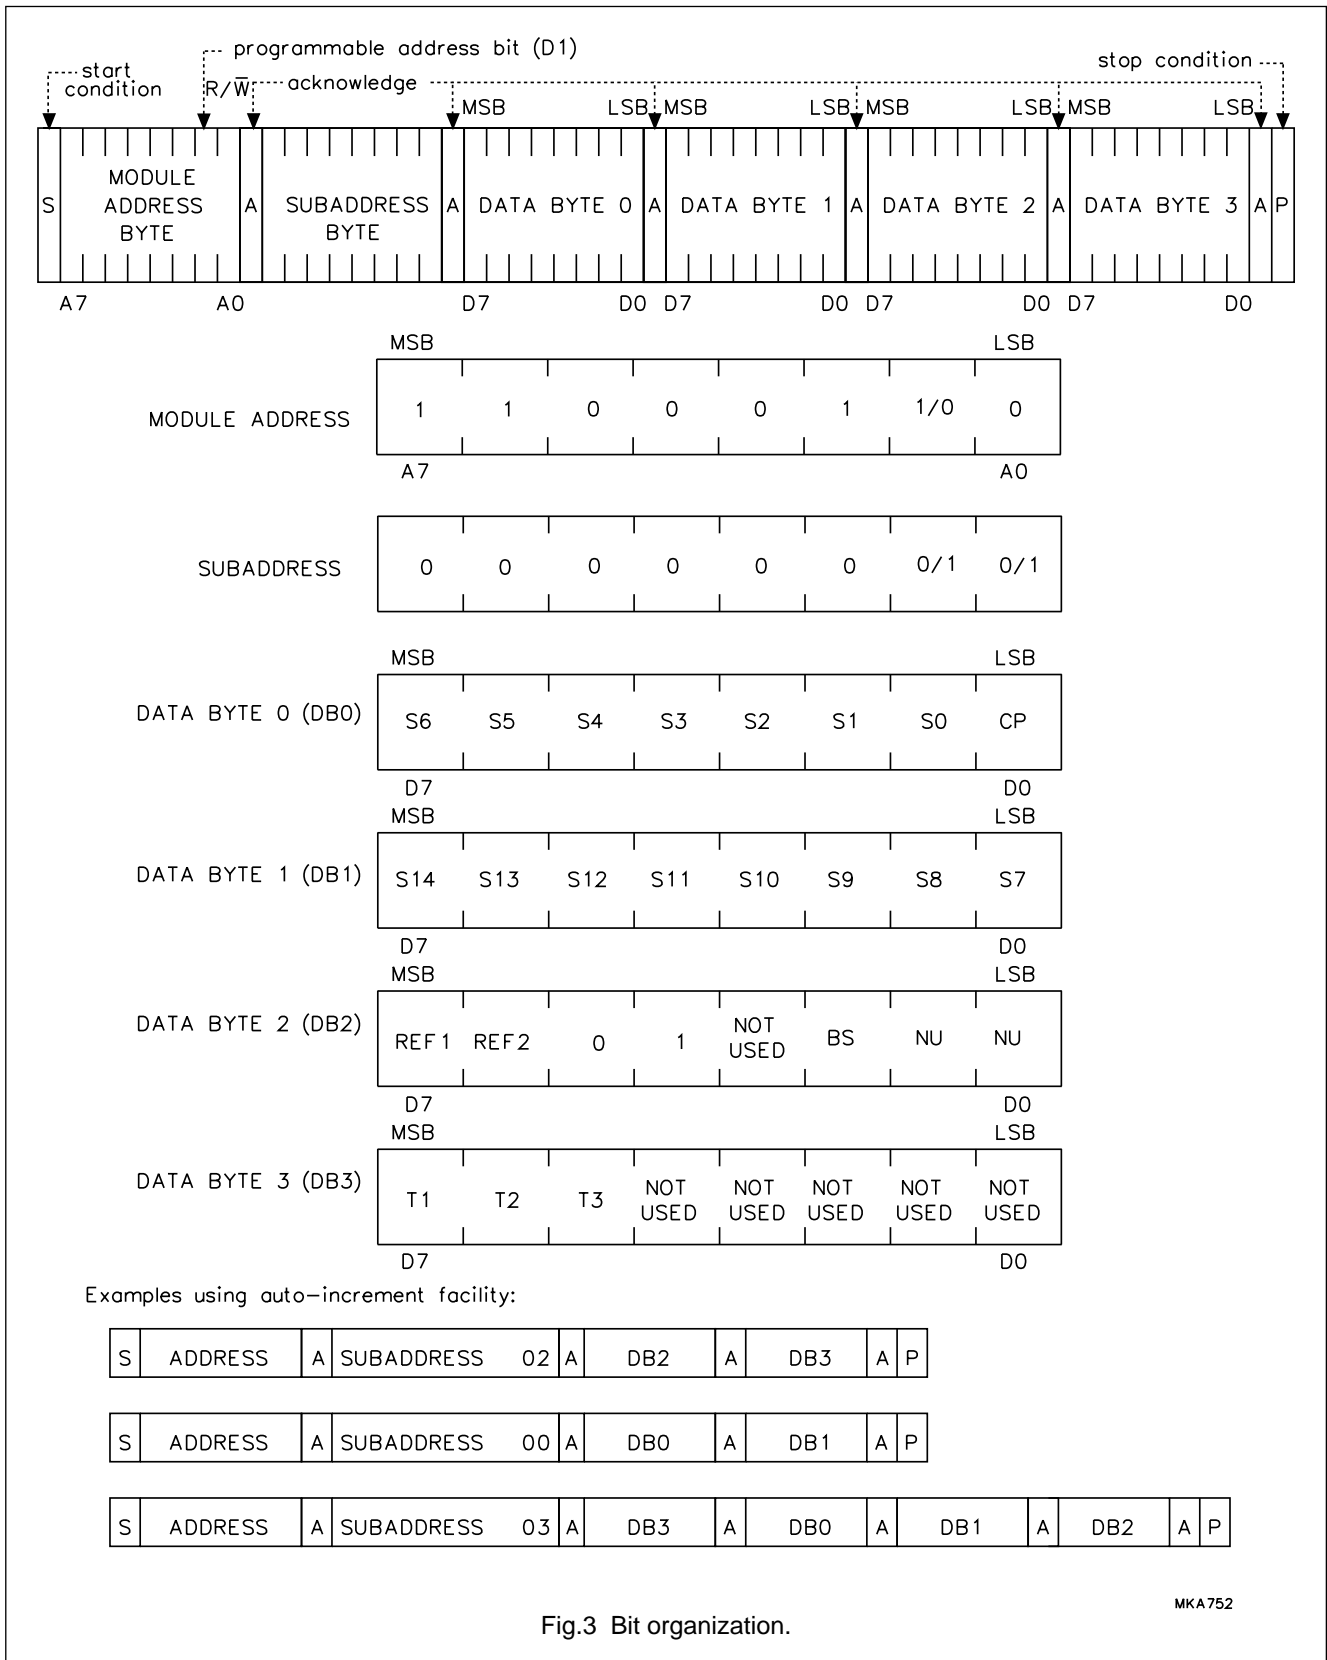 programmable address bit (D1)
start
condition
R/W̅
acknowledge
stop condition
MSB LSB MSB LSB MSB LSB MSB LSB
S MODULE ADDRESS BYTE A SUBADDRESS BYTE A DATA BYTE 0 A DATA BYTE 1 A DATA BYTE 2 A DATA BYTE 3 A P
A7 A0 D7 D0 D7 D0 D7 D0 D7 D0
MSB LSB
MODULE ADDRESS 1 1 0 0 0 1 1/0 0
A7 A0
SUBADDRESS 0 0 0 0 0 0 0/1 0/1
MSB LSB
DATA BYTE 0 (DB0) S6 S5 S4 S3 S2 S1 S0 CP
D7 D0
MSB LSB
DATA BYTE 1 (DB1) S14 S13 S12 S11 S10 S9 S8 S7
D7 D0
MSB LSB
DATA BYTE 2 (DB2) REF1 REF2 0 1 NOT USED BS NU NU
D7 D0
MSB LSB
DATA BYTE 3 (DB3) T1 T2 T3 NOT USED NOT USED NOT USED NOT USED NOT USED
D7 D0
Examples using auto-increment facility:
S ADDRESS A SUBADDRESS 02 A DB2 A DB3 A P
S ADDRESS A SUBADDRESS 00 A DB0 A DB1 A P
S ADDRESS A SUBADDRESS 03 A DB3 A DB0 A DB1 A DB2 A P
MKA752
Fig.3 Bit organization.